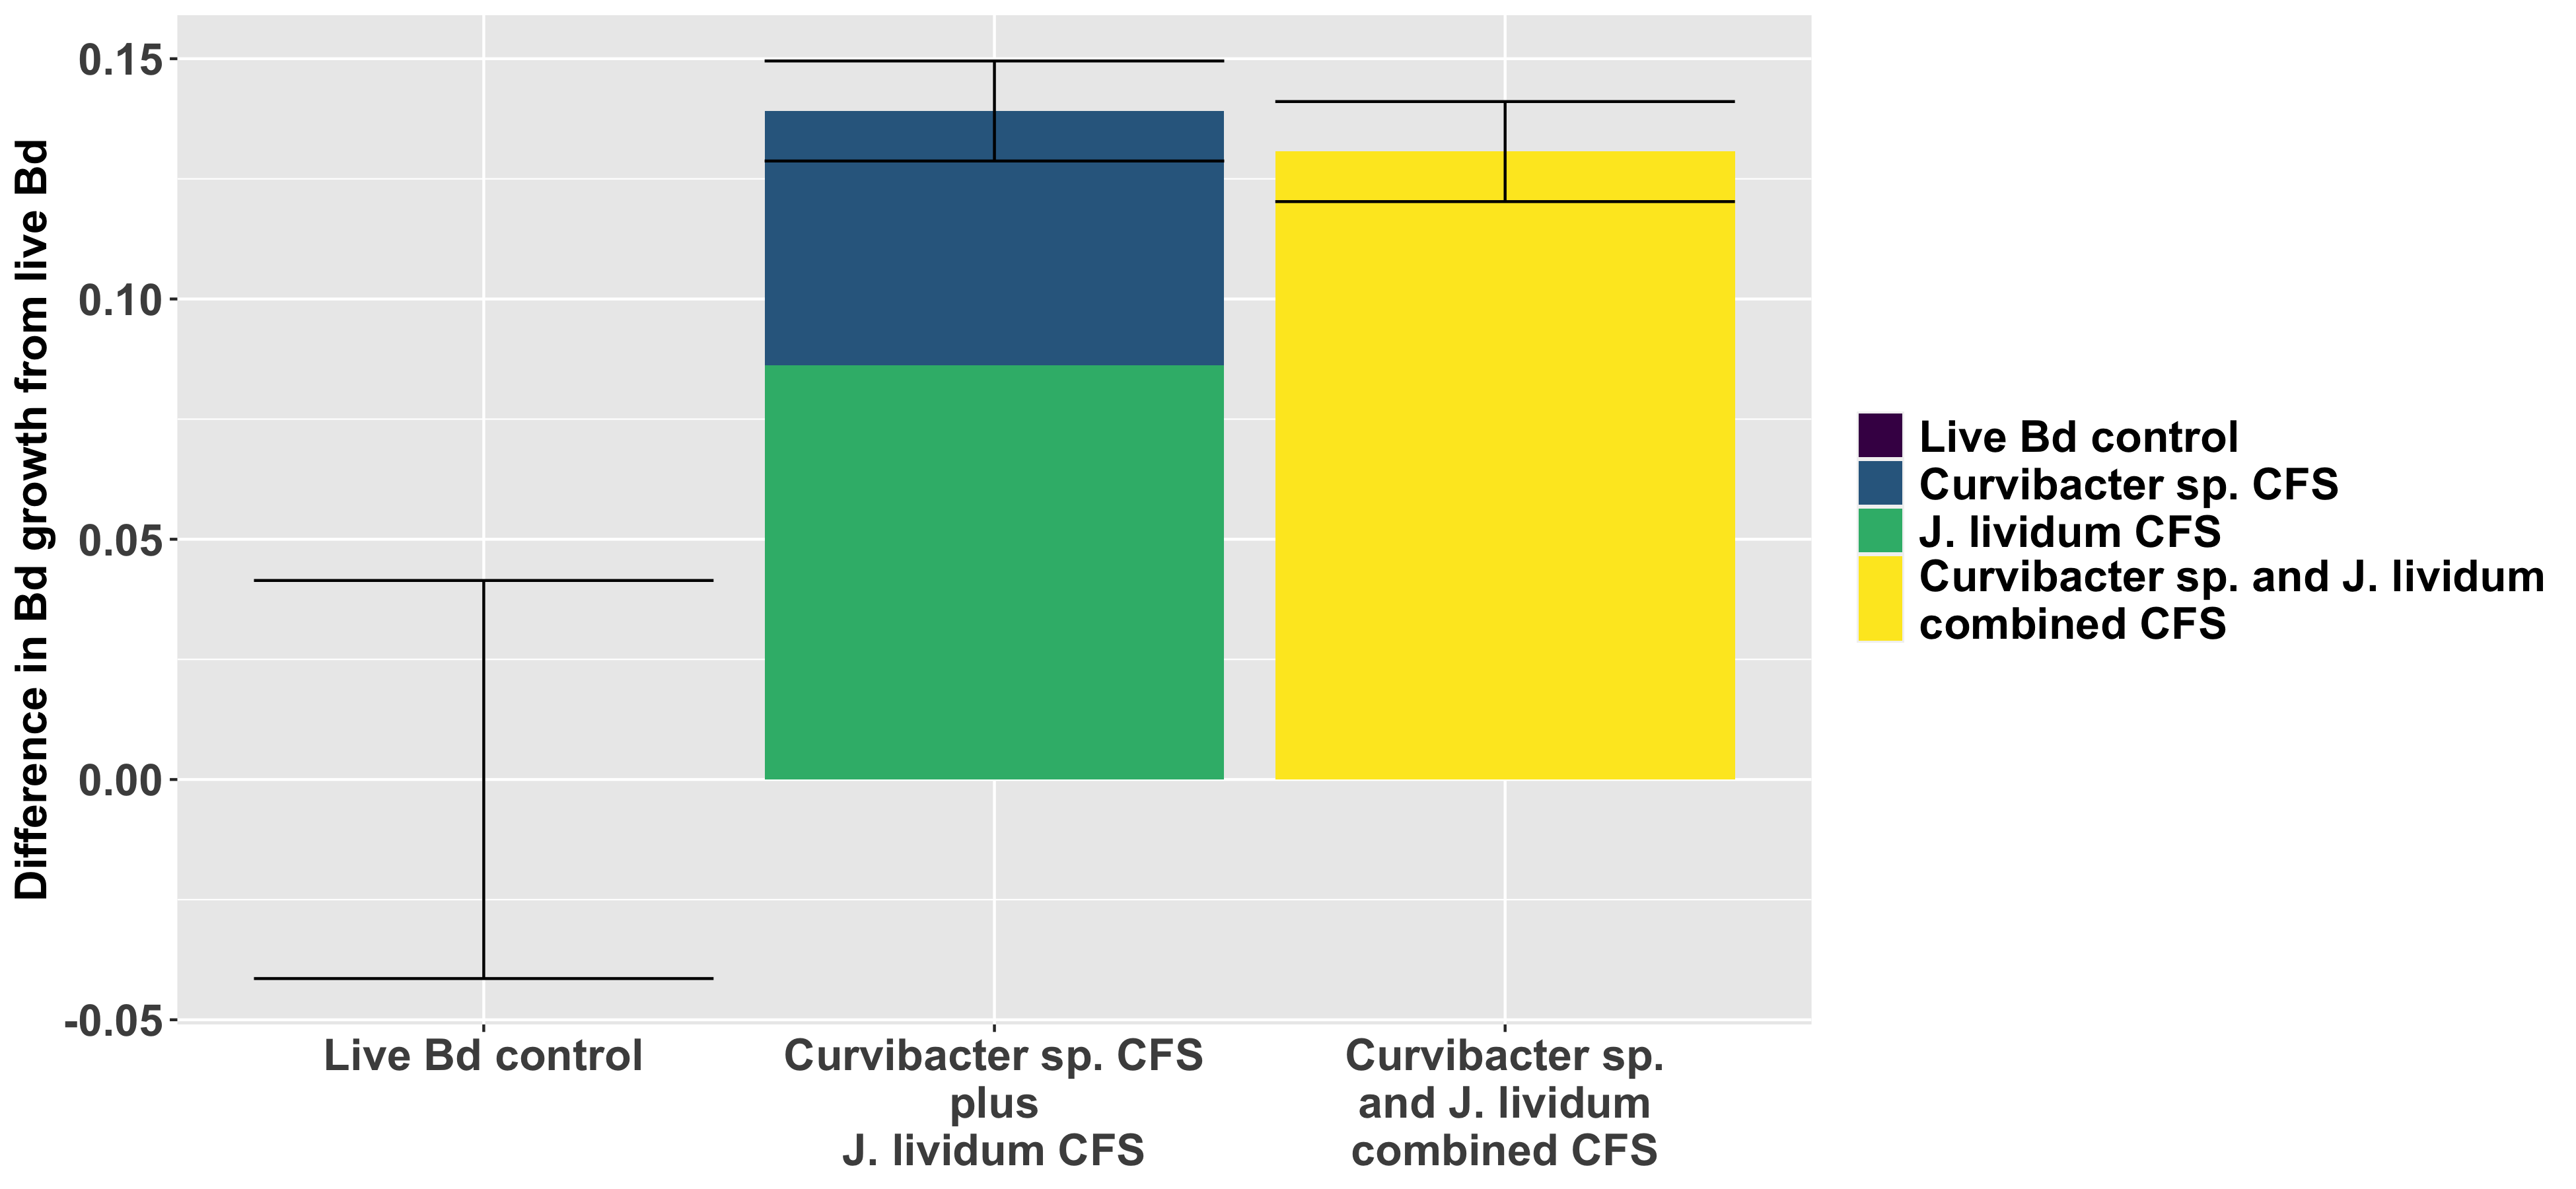 Difference in Bd growth from live Bd
0.15
0.10
0.05
0.00
-0.05
Live Bd control
Curvibacter sp. CFS
plus
J. lividum CFS
Curvibacter sp.
and J. lividum
combined CFS
Live Bd control
Curvibacter sp. CFS
J. lividum CFS
Curvibacter sp. and J. lividum
combined CFS